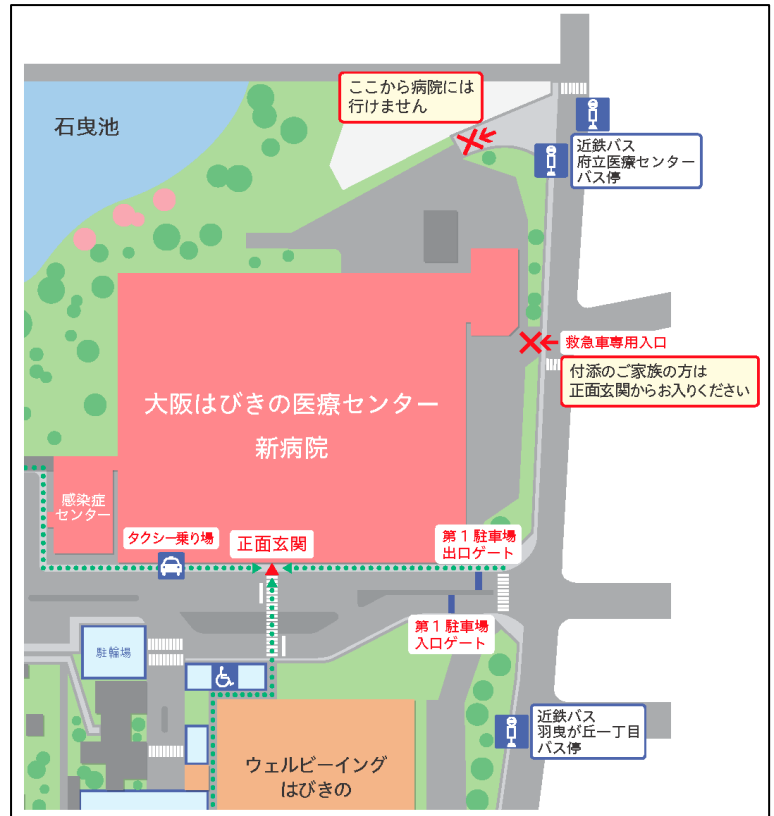 ここから病院には
行けません
石曳池
近鉄バス
府立医療センター
バス停
救急車専用入口
付添のご家族の方は
正面玄関からお入りください
大阪はびきの医療センター
新病院
感染症
センター
タクシー乗り場
正面玄関
第1駐車場
出口ゲート
第1駐車場
入口ゲート
駐輪場
近鉄バス
羽曳が丘一丁目
バス停
ウェルビーイング
はびきの